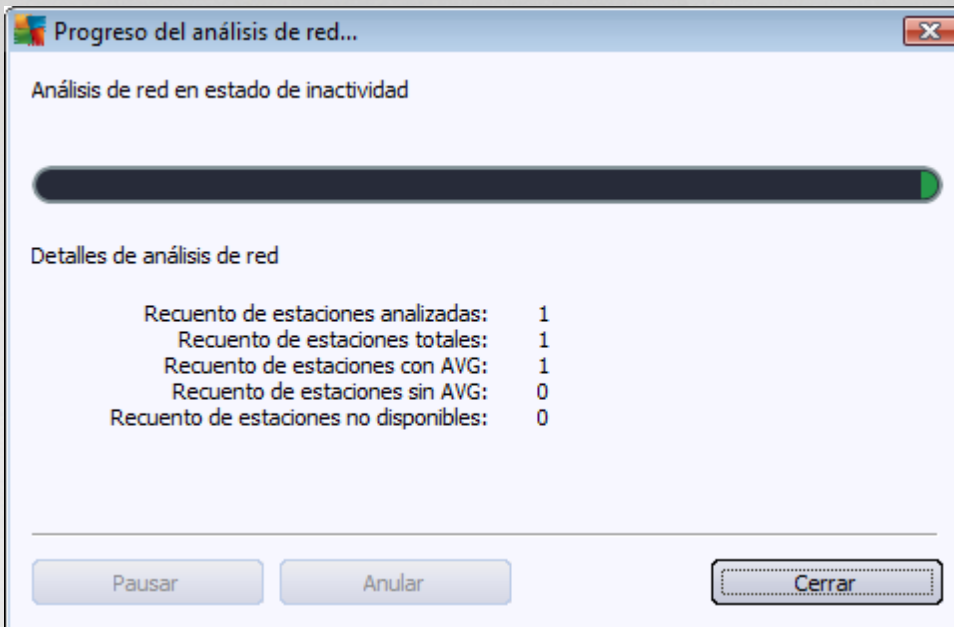 Progreso del análisis de red...
Análisis de red en estado de inactividad
Detalles de análisis de red
Recuento de estaciones analizadas: 1
Recuento de estaciones totales: 1
Recuento de estaciones con AVG: 1
Recuento de estaciones sin AVG: 0
Recuento de estaciones no disponibles: 0
Pausar Anular Cerrar